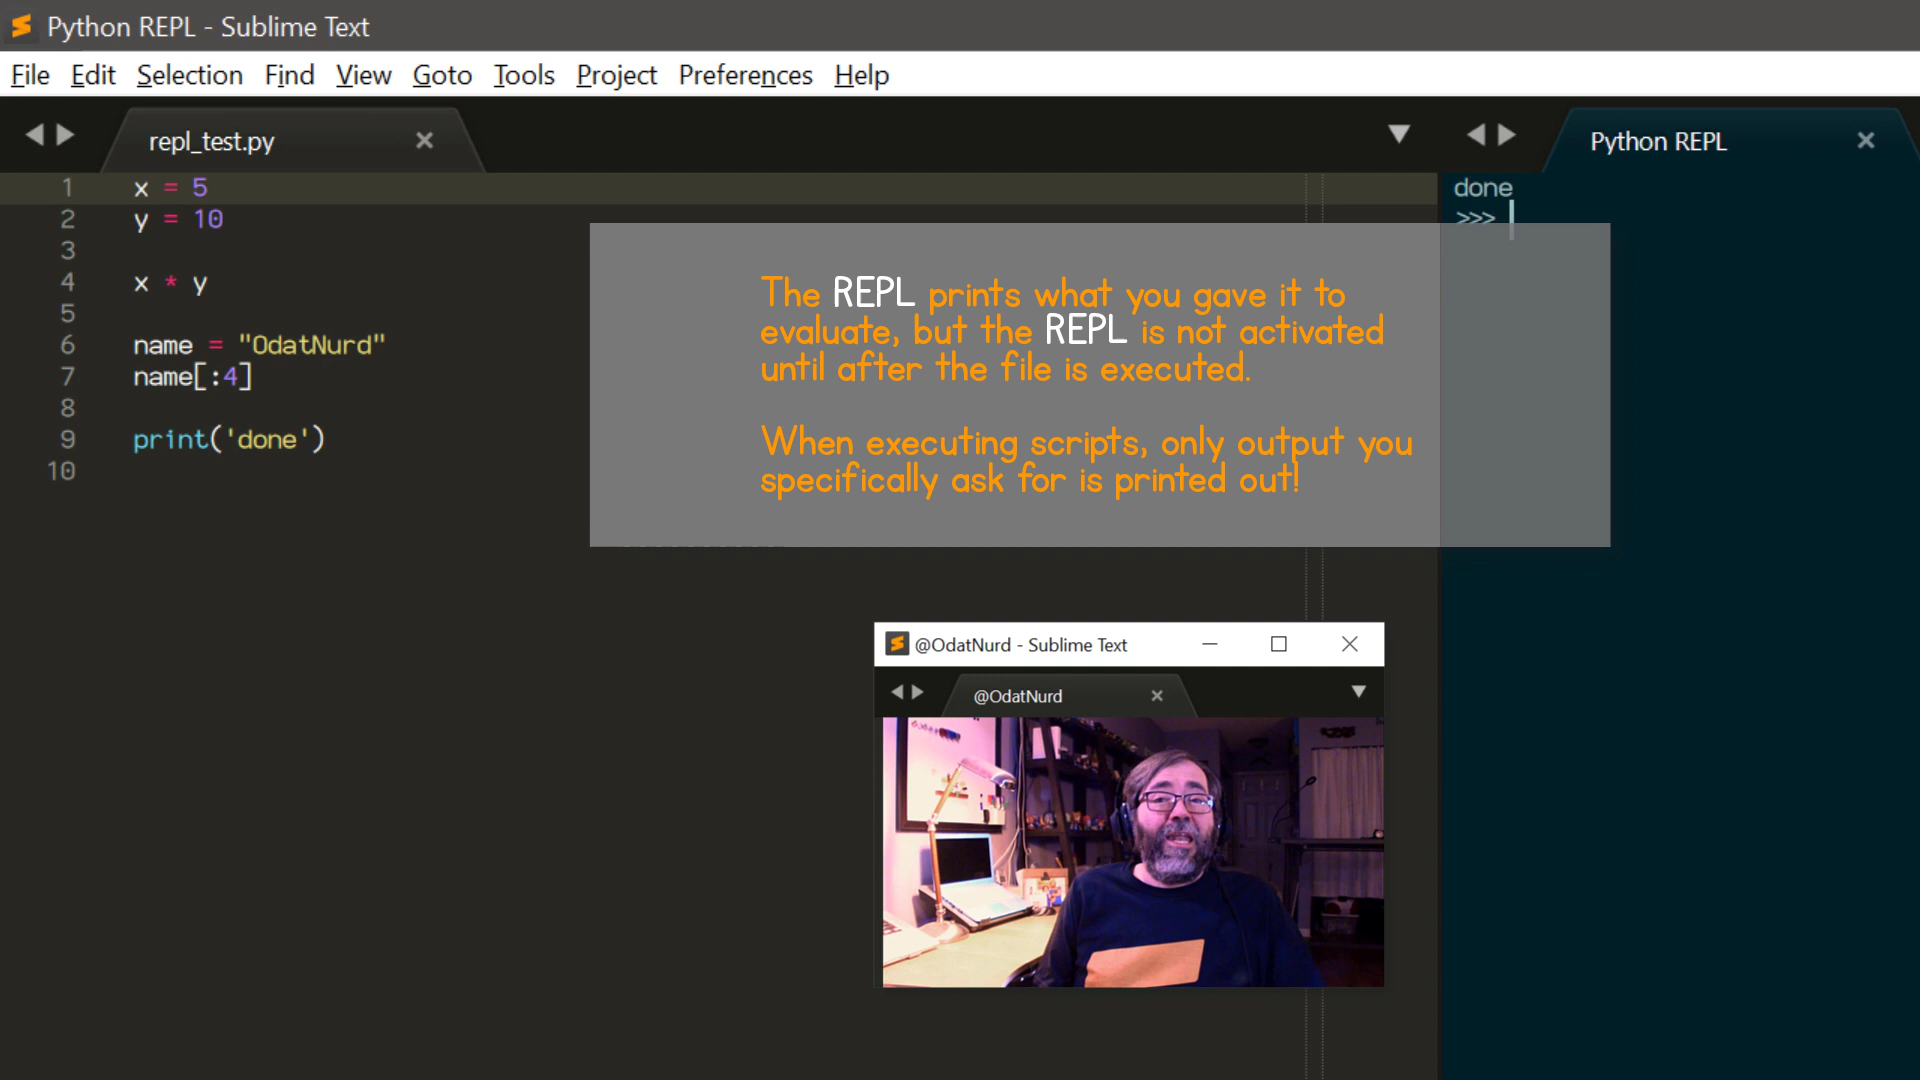 Python REPL - Sublime Text
File Edit Selection Find View Goto Tools Project Preferences Help
repl_test.py
Python REPL
1 x = 5
2 y = 10
3
4 x * y
5
6 name = "OdatNurd"
7 name[:4]
8
9 print('done')
10
done
>>>
The REPL prints what you gave it to
evaluate, but the REPL is not activated
until after the file is executed.
When executing scripts, only output you
specifically ask for is printed out!
@OdatNurd - Sublime Text
@OdatNurd